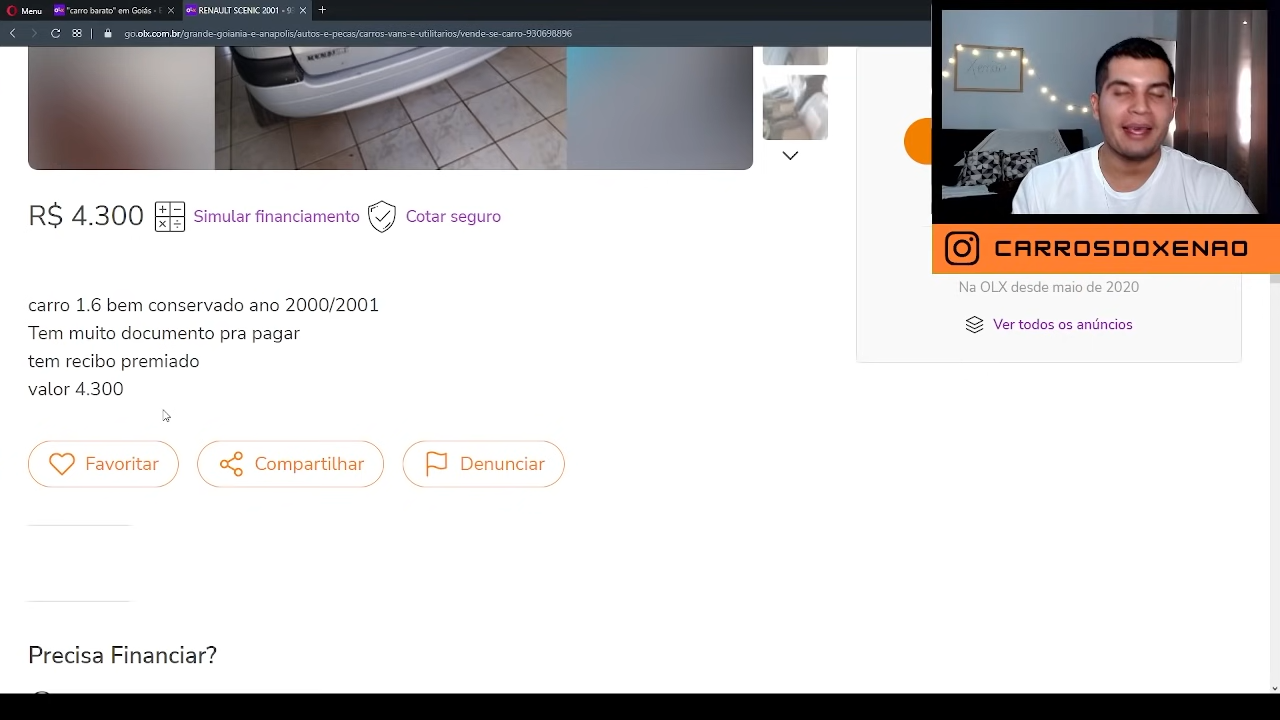 Menu
"carro barato" em Goiás -
RENAULT SCENIC 2001 -
go.olx.com.br/grande-goiania-e-anapolis/autos-e-pecas/carros-vans-e-utilitarios/vende-se-carro-930698896
R$ 4.300
Simular financiamento
Cotar seguro
carro 1.6 bem conservado ano 2000/2001
Tem muito documento pra pagar
tem recibo premiado
valor 4.300
Favoritar
Compartilhar
Denunciar
Precisa Financiar?
CARROSDOXENAO
Na OLX desde maio de 2020
Ver todos os anúncios